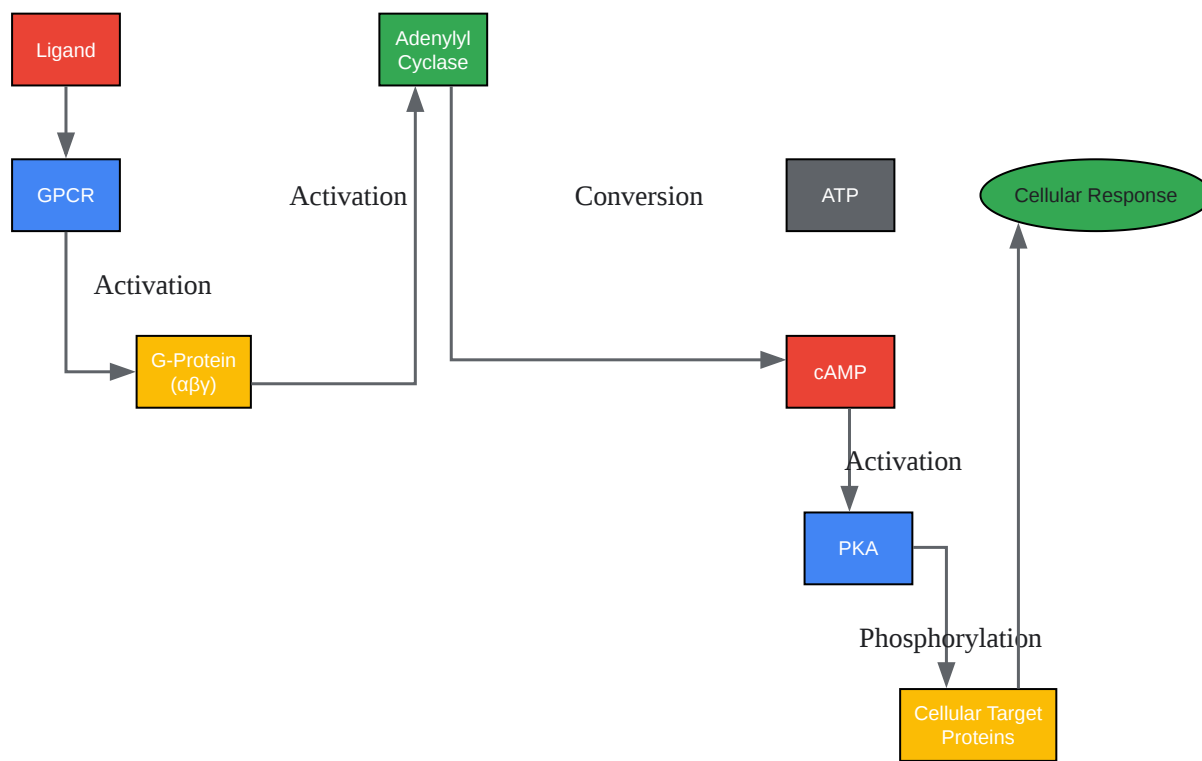 Ligand
Adenylyl
Cyclase
GPCR
Activation
Conversion
ATP
Cellular Response
Activation
G-Protein
(αβγ)
cAMP
Activation
PKA
Phosphorylation
Cellular Target
Proteins